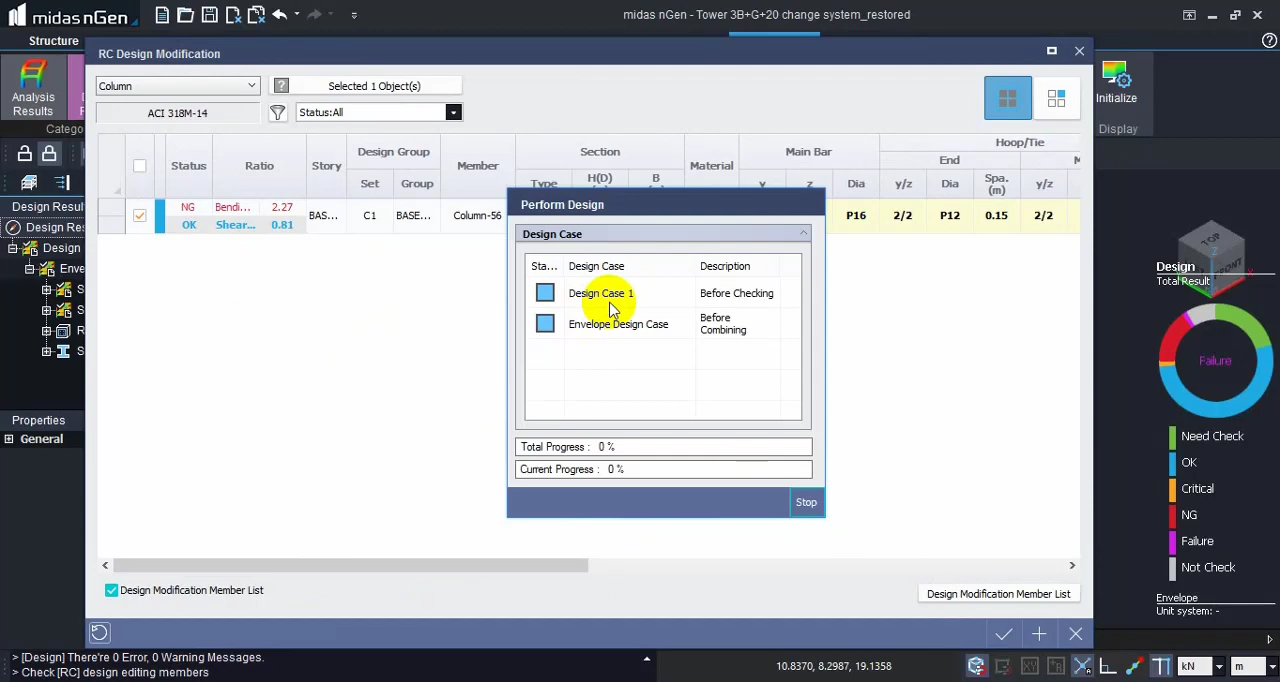 midas nGen
midas nGen - Tower 3B+G+20 change system_restored
Structure
RC Design Modification
Analysis
Results
Catego
Column
? Selected 1 Object(s)
ACI 318M-14
Status:All
Initialize
Display
Status
Ratio
Story
Design Group
Set
Group
Member
Section
Type
H(D)
B
Material
Main Bar
y
z
Dia
Hoop/Tie
End
y/z
Dia
Spa.
(m)
M
y/z
NG Bendi... 2.27
OK Shear... 0.81
BAS... C1 BASE... Column-56
P16 2/2 P12 0.15 2/2
Design Resul
Design Res
Design
Enve
S
S
R
S
Properties
General
Perform Design
Design Case
Sta... Design Case Description
Design Case 1 Before Checking
Envelope Design Case Before
Combining
Total Progress : 0 %
Current Progress : 0 %
Stop
TOP
FRONT
Design
Total Result
Failure
Need Check
OK
Critical
NG
Failure
Not Check
Envelope
Unit system: -
Design Modification Member List
Design Modification Member List
> [Design] There're 0 Error, 0 Warning Messages.
> Check [RC] design editing members
10.8370, 8.2987, 19.1358
kN
m